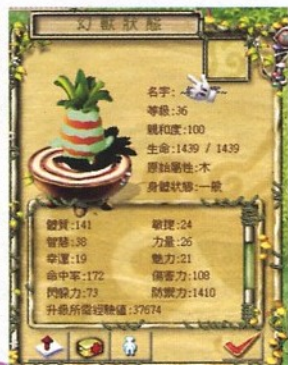 幻獸狀態
名字:~
等級:36
親和度:100
生命:1439 / 1439
原始屬性:木
身體狀態:一般
體質:141 敏捷:24
智慧:38 力量:26
幸運:19 魅力:21
命中率:172 傷害力:108
閃躲力:73 防禦力:1410
升級所需經驗值:37674